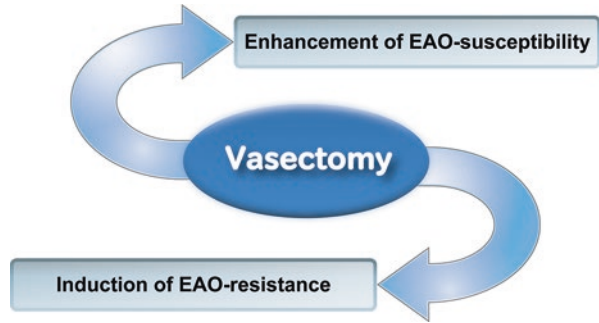 Enhancement of EAO-susceptibility
Vasectomy
Induction of EAO-resistance